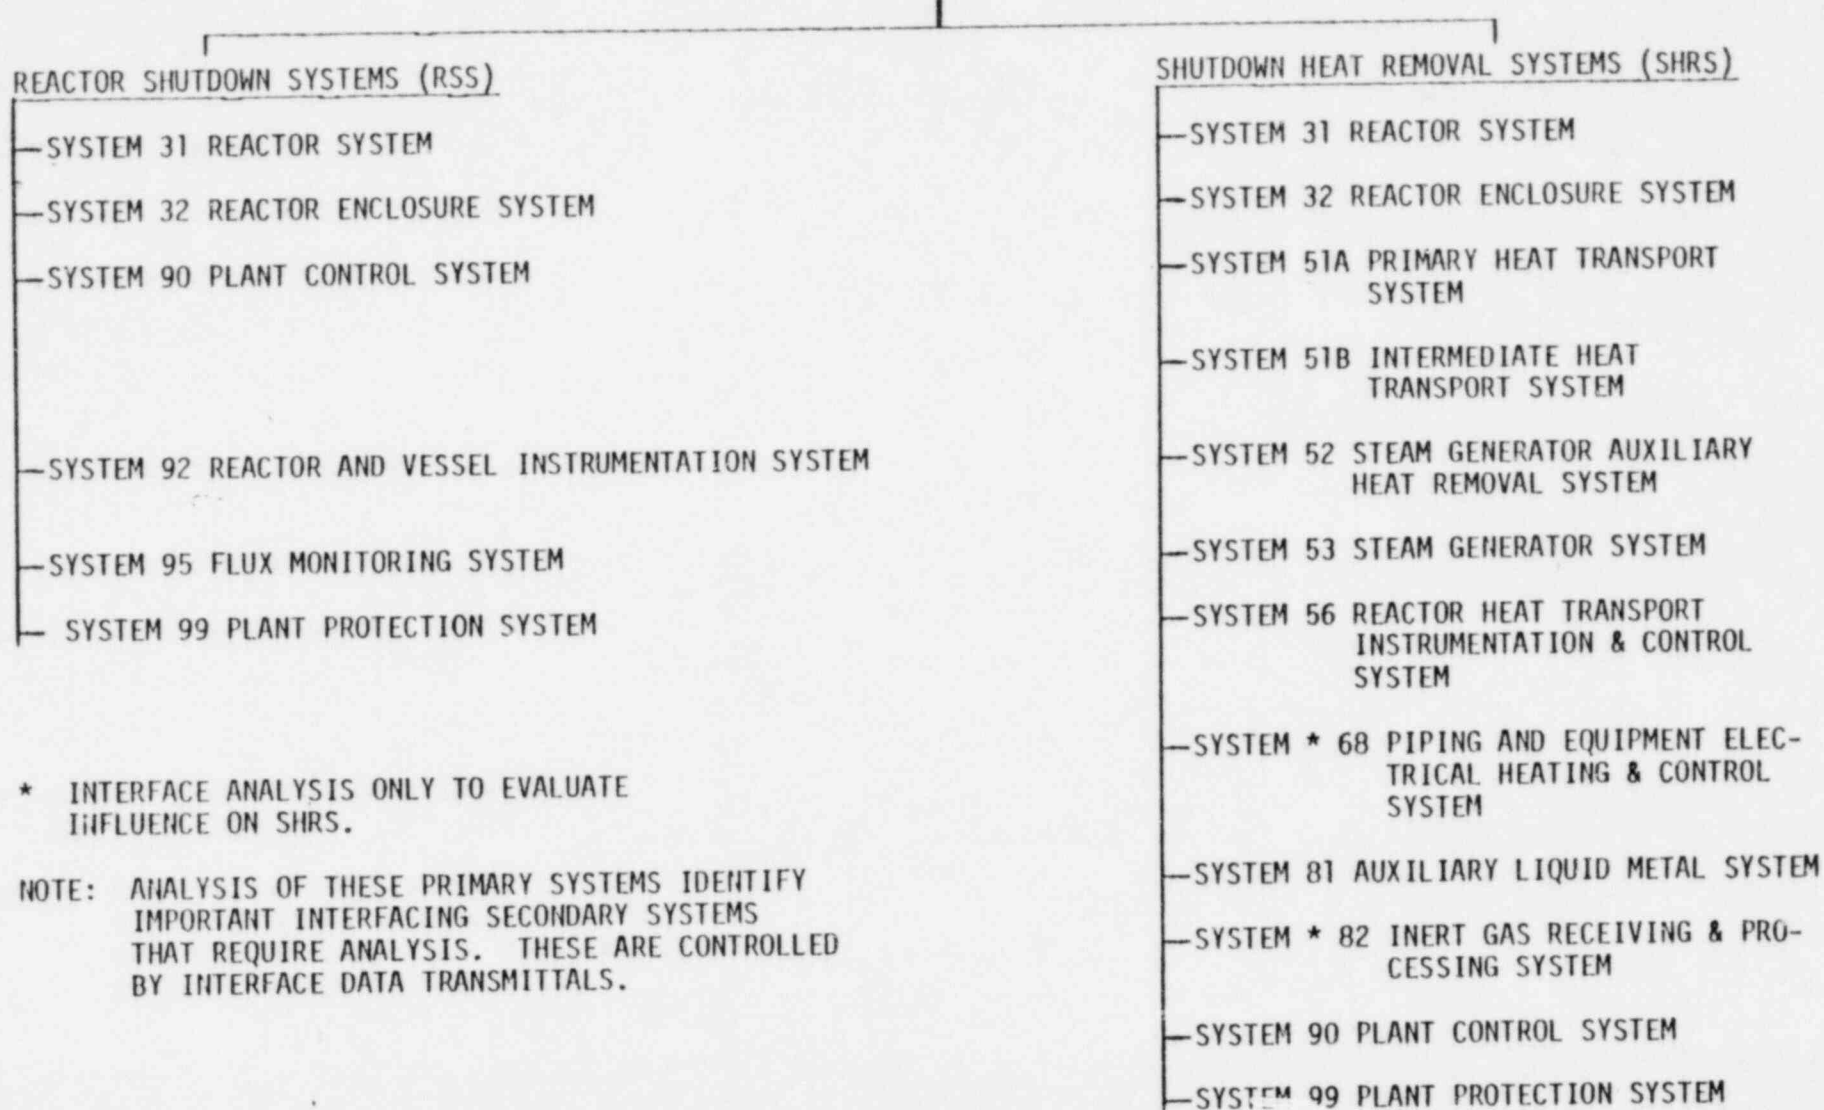 REACTOR SHUTDOWN SYSTEMS (RSS)
SYSTEM 31 REACTOR SYSTEM
SYSTEM 32 REACTOR ENCLOSURE SYSTEM
SYSTEM 90 PLANT CONTROL SYSTEM
SYSTEM 92 REACTOR AND VESSEL INSTRUMENTATION SYSTEM
SYSTEM 95 FLUX MONITORING SYSTEM
SYSTEM 99 PLANT PROTECTION SYSTEM
* INTERFACE ANALYSIS ONLY TO EVALUATE
INFLUENCE ON SHRS.
NOTE: ANALYSIS OF THESE PRIMARY SYSTEMS IDENTIFY
IMPORTANT INTERFACING SECONDARY SYSTEMS
THAT REQUIRE ANALYSIS. THESE ARE CONTROLLED
BY INTERFACE DATA TRANSMITTALS.
SHUTDOWN HEAT REMOVAL SYSTEMS (SHRS)
SYSTEM 31 REACTOR SYSTEM
SYSTEM 32 REACTOR ENCLOSURE SYSTEM
SYSTEM 51A PRIMARY HEAT TRANSPORT
SYSTEM
SYSTEM 51B INTERMEDIATE HEAT
TRANSPORT SYSTEM
SYSTEM 52 STEAM GENERATOR AUXILIARY
HEAT REMOVAL SYSTEM
SYSTEM 53 STEAM GENERATOR SYSTEM
SYSTEM 56 REACTOR HEAT TRANSPORT
INSTRUMENTATION & CONTROL
SYSTEM
SYSTEM * 68 PIPING AND EQUIPMENT ELEC-
TRICAL HEATING & CONTROL
SYSTEM
SYSTEM 81 AUXILIARY LIQUID METAL SYSTEM
SYSTEM * 82 INERT GAS RECEIVING & PRO-
CESSING SYSTEM
SYSTEM 90 PLANT CONTROL SYSTEM
SYSTEM 99 PLANT PROTECTION SYSTEM